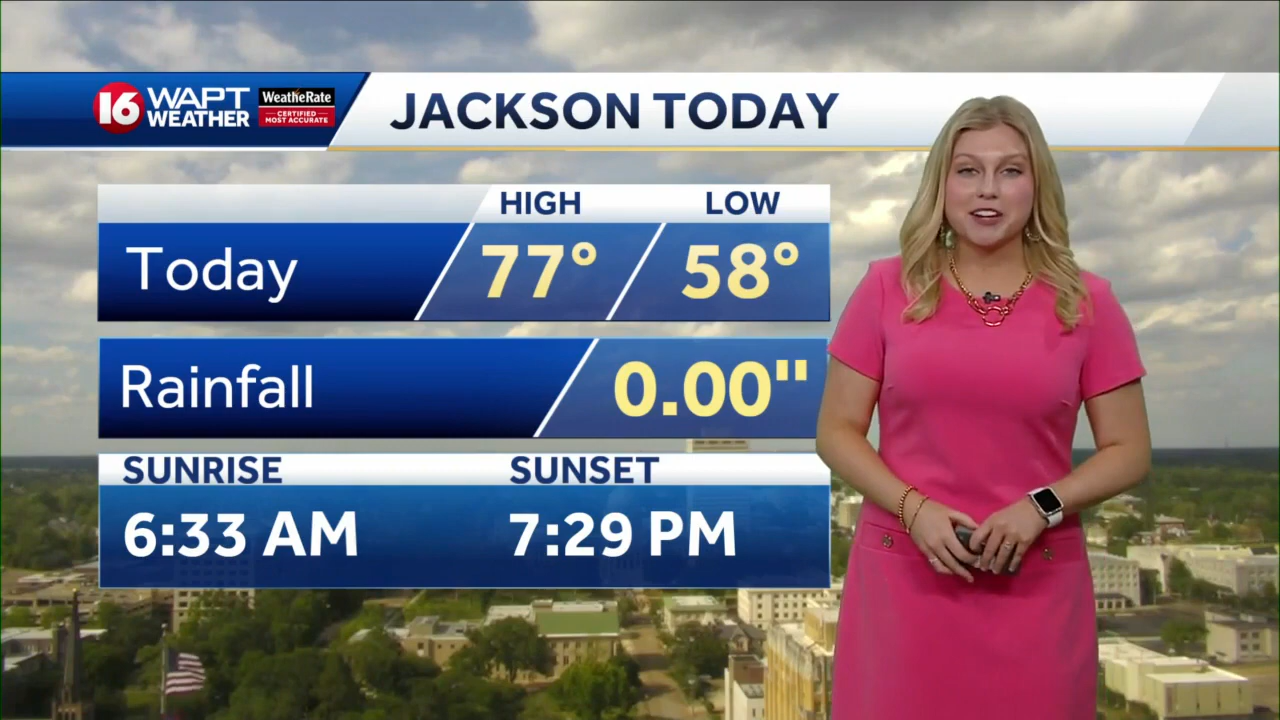 16 WAPT WEATHER
WeatheRate
CERTIFIED
MOST ACCURATE
JACKSON TODAY
HIGH LOW
Today 77° 58°
Rainfall 0.00"
SUNRISE SUNSET
6:33 AM 7:29 PM